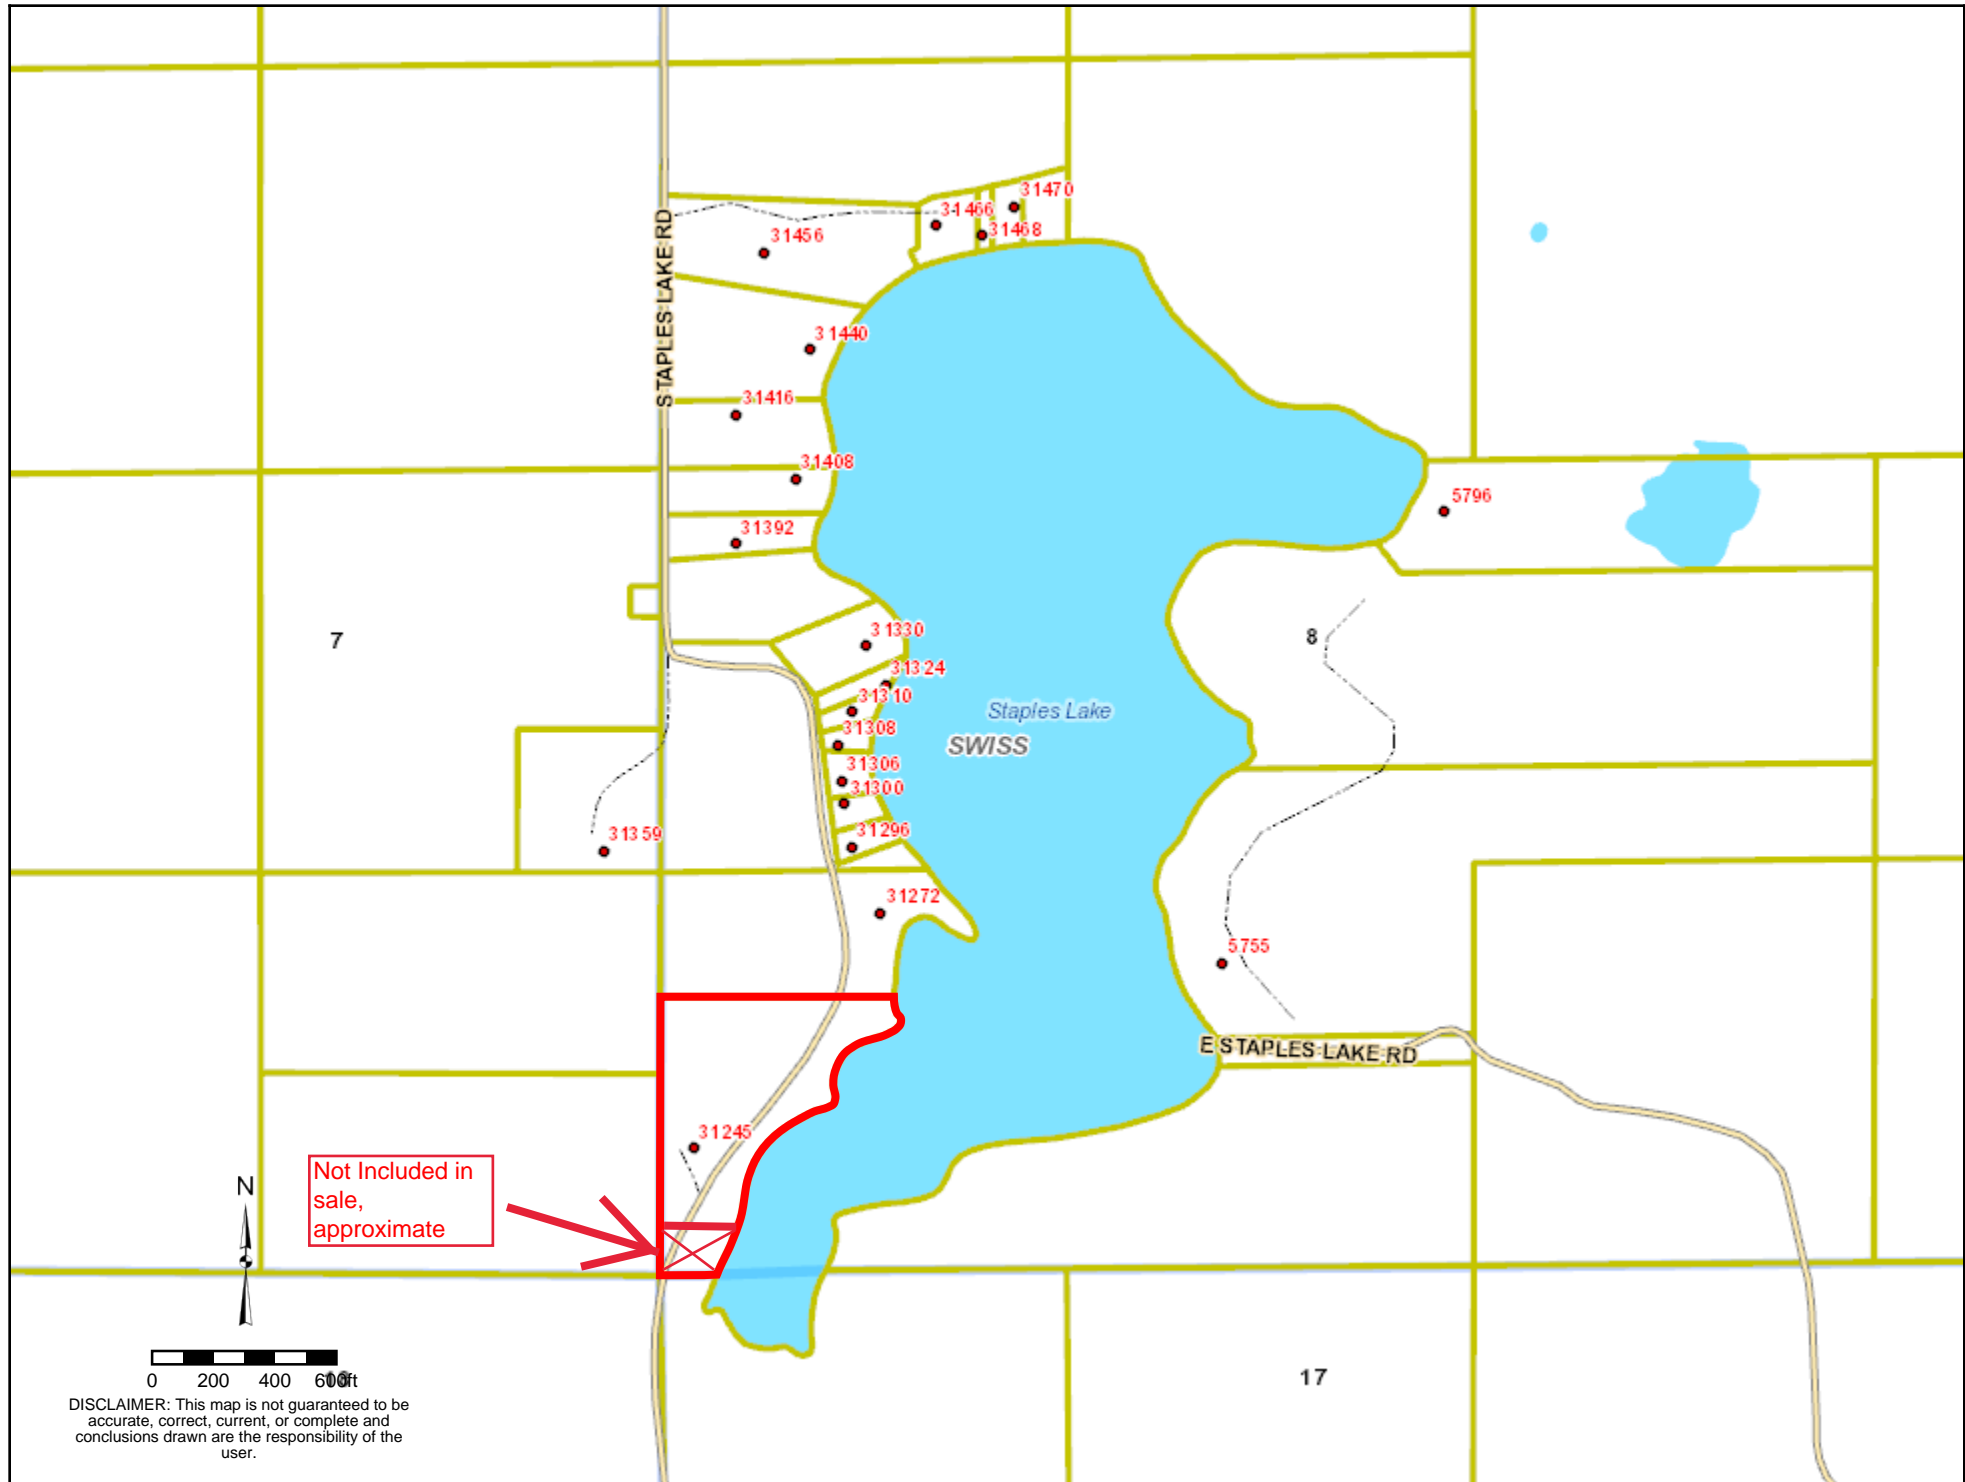 31470
31466
31468
31456
S TAPLES LAKE RD
31440
31416
31408
31392
5796
7
8
31330
31324
31310
Staples Lake
31308
SWISS
31306
31300
31296
31359
31272
5755
E STAPLES LAKE RD
31245
Not Included in
sale,
approximate
N
0 200 400 600ft
17
DISCLAIMER: This map is not guaranteed to be
accurate, correct, current, or complete and
conclusions drawn are the responsibility of the
user.